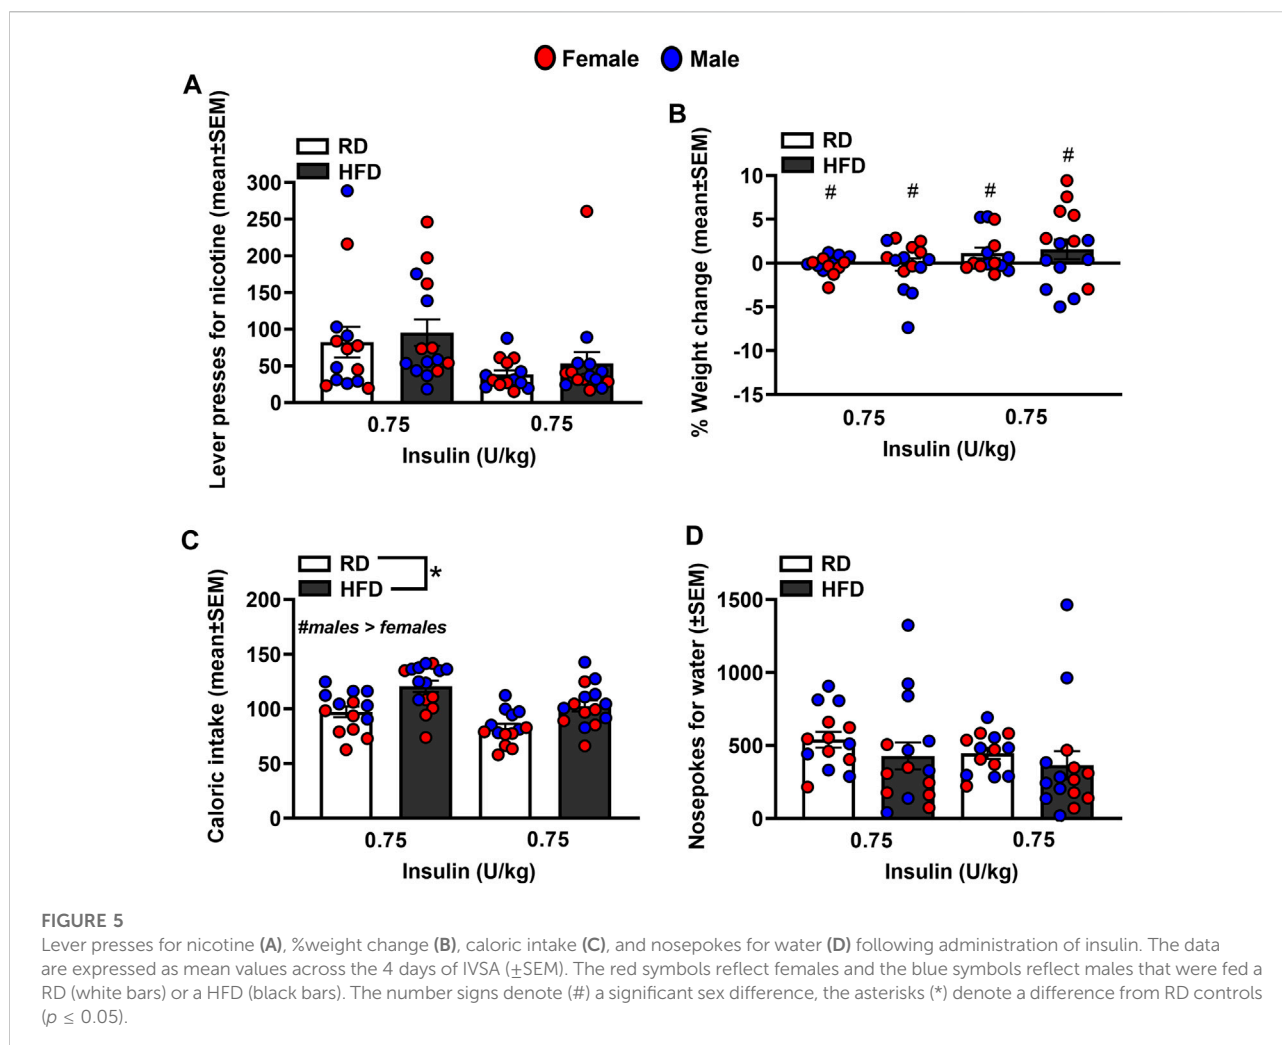 Female Male
A
Lever presses for nicotine (mean±SEM)
RD
HFD
300
250
200
150
100
50
0
0.75 0.75
Insulin (U/kg)
B
% Weight change (mean±SEM)
RD
HFD
# # # #
10
5
0
-5
-10
-15
0.75 0.75
Insulin (U/kg)
C
Caloric intake (mean±SEM)
RD
HFD
*
#males > females
200
150
100
50
0
0.75 0.75
Insulin (U/kg)
D
Nosepokes for water (±SEM)
RD
HFD
1500
1000
500
0
0.75 0.75
Insulin (U/kg)
FIGURE 5
Lever presses for nicotine (A), %weight change (B), caloric intake (C), and nosepokes for water (D) following administration of insulin. The data
are expressed as mean values across the 4 days of IVSA (±SEM). The red symbols reflect females and the blue symbols reflect males that were fed a
RD (white bars) or a HFD (black bars). The number signs denote (#) a significant sex difference, the asterisks (*) denote a difference from RD controls
(p ≤ 0.05).